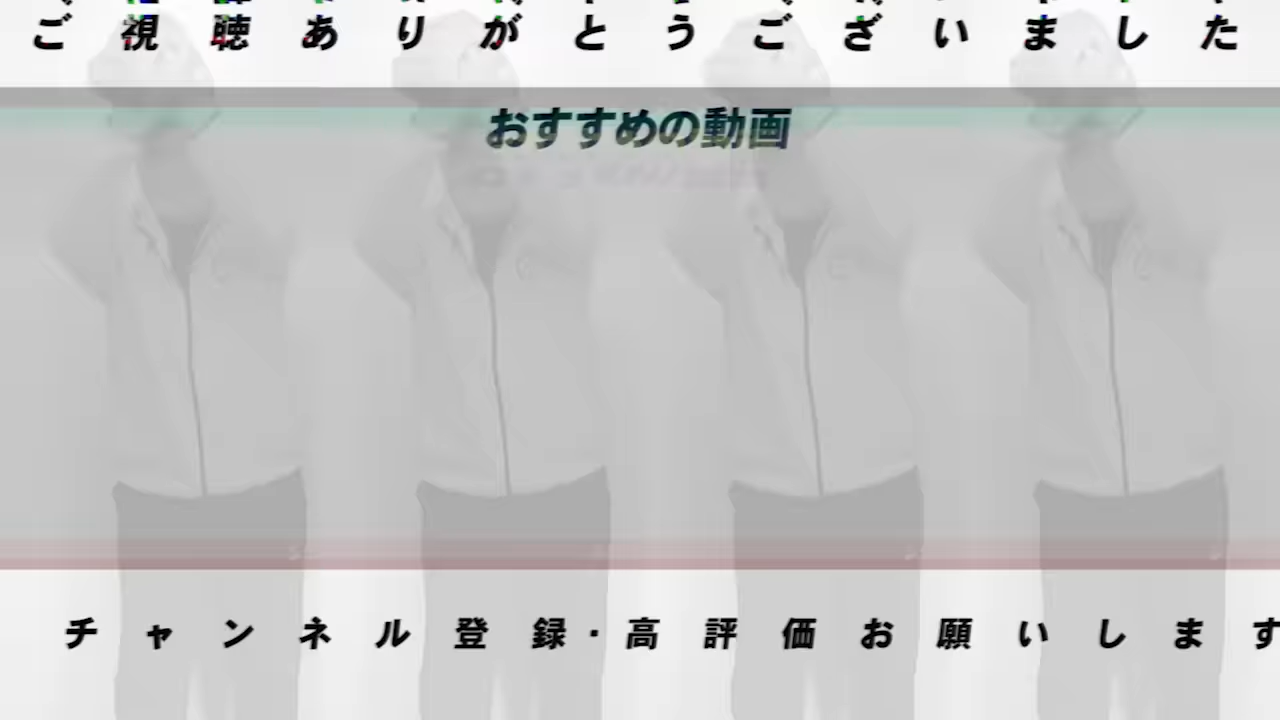 ご視聴ありがとうございました
おすすめの動画
チャンネル登録・高評価お願いします